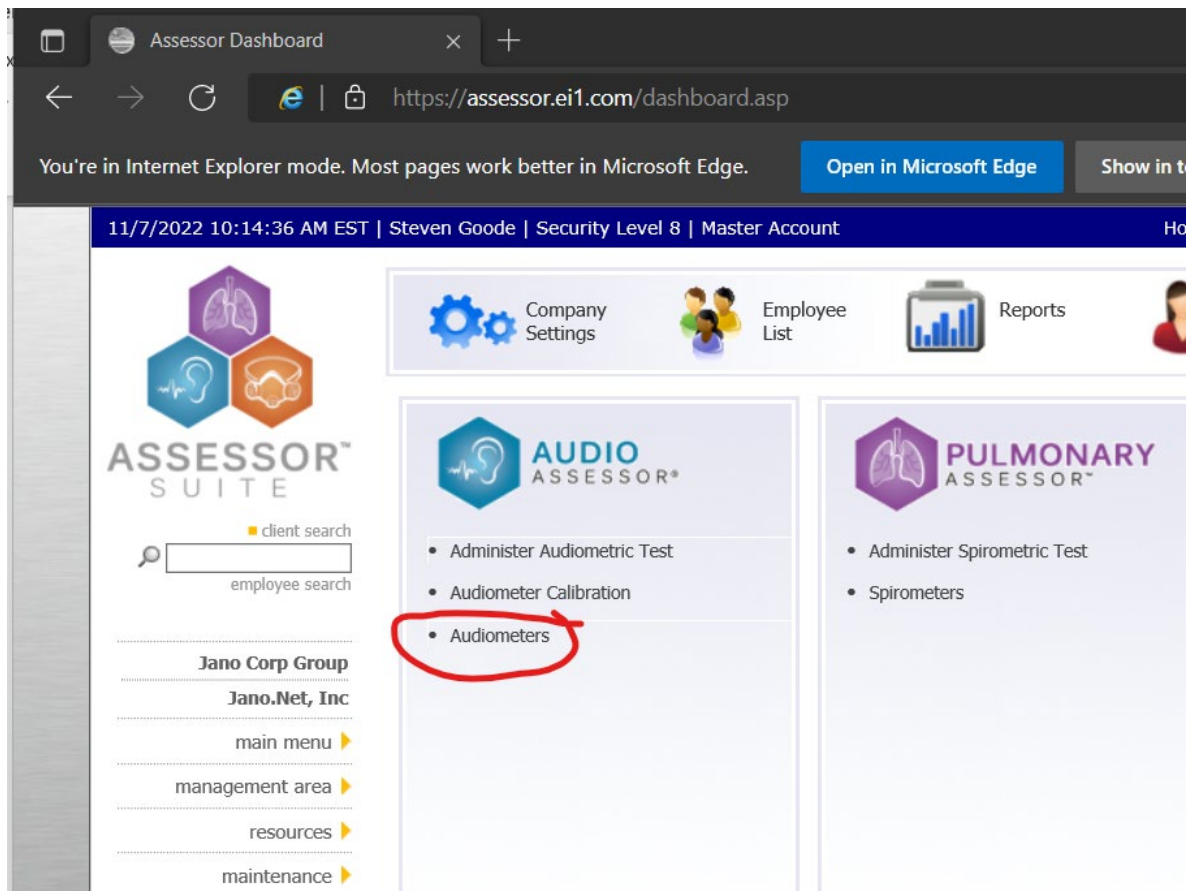 Assessor Dashboard
https://assessor.ei1.com/dashboard.asp
You're in Internet Explorer mode. Most pages work better in Microsoft Edge.
Open in Microsoft Edge
Show in
11/7/2022 10:14:36 AM EST | Steven Goode | Security Level 8 | Master Account
ASSESSOR™
SUITE
client search
employee search
Jano Corp Group
Jano.Net, Inc
main menu
management area
resources
maintenance
Company
Settings
Employee
List
Reports
AUDIO
ASSESSOR®
• Administer Audiometric Test
• Audiometer Calibration
• Audiometers
PULMONARY
ASSESSOR™
• Administer Spirometric Test
• Spirometers